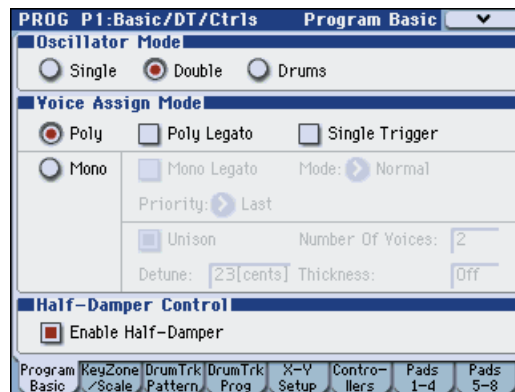 PROG P1:Basic/DT/Ctrls Program Basic
Oscillator Mode
Single Double Drums
Voice Assign Mode
Poly Poly Legato Single Trigger
Mono Mono Legato Mode: Normal
Priority: Last
Unison Number Of Voices: 2
Detune: 23[cents] Thickness: Off
Half-Damper Control
Enable Half-Damper
Program KeyZone DrumTrk DrumTrk X-Y Contro- Pads Pads
Basic /Scale Pattern Prog Setup llers 1-4 5-8